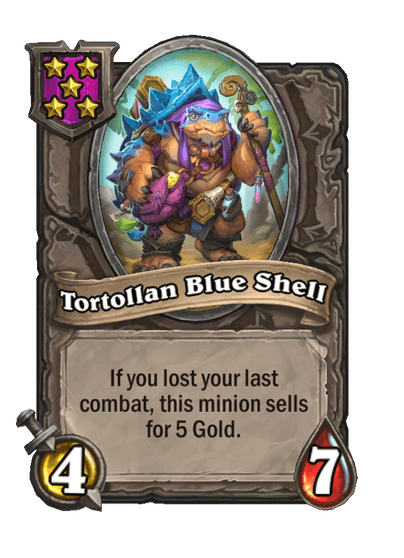 Tortollan Blue Shell
If you lost your last
combat, this minion sells
for 5 Gold.
4
7